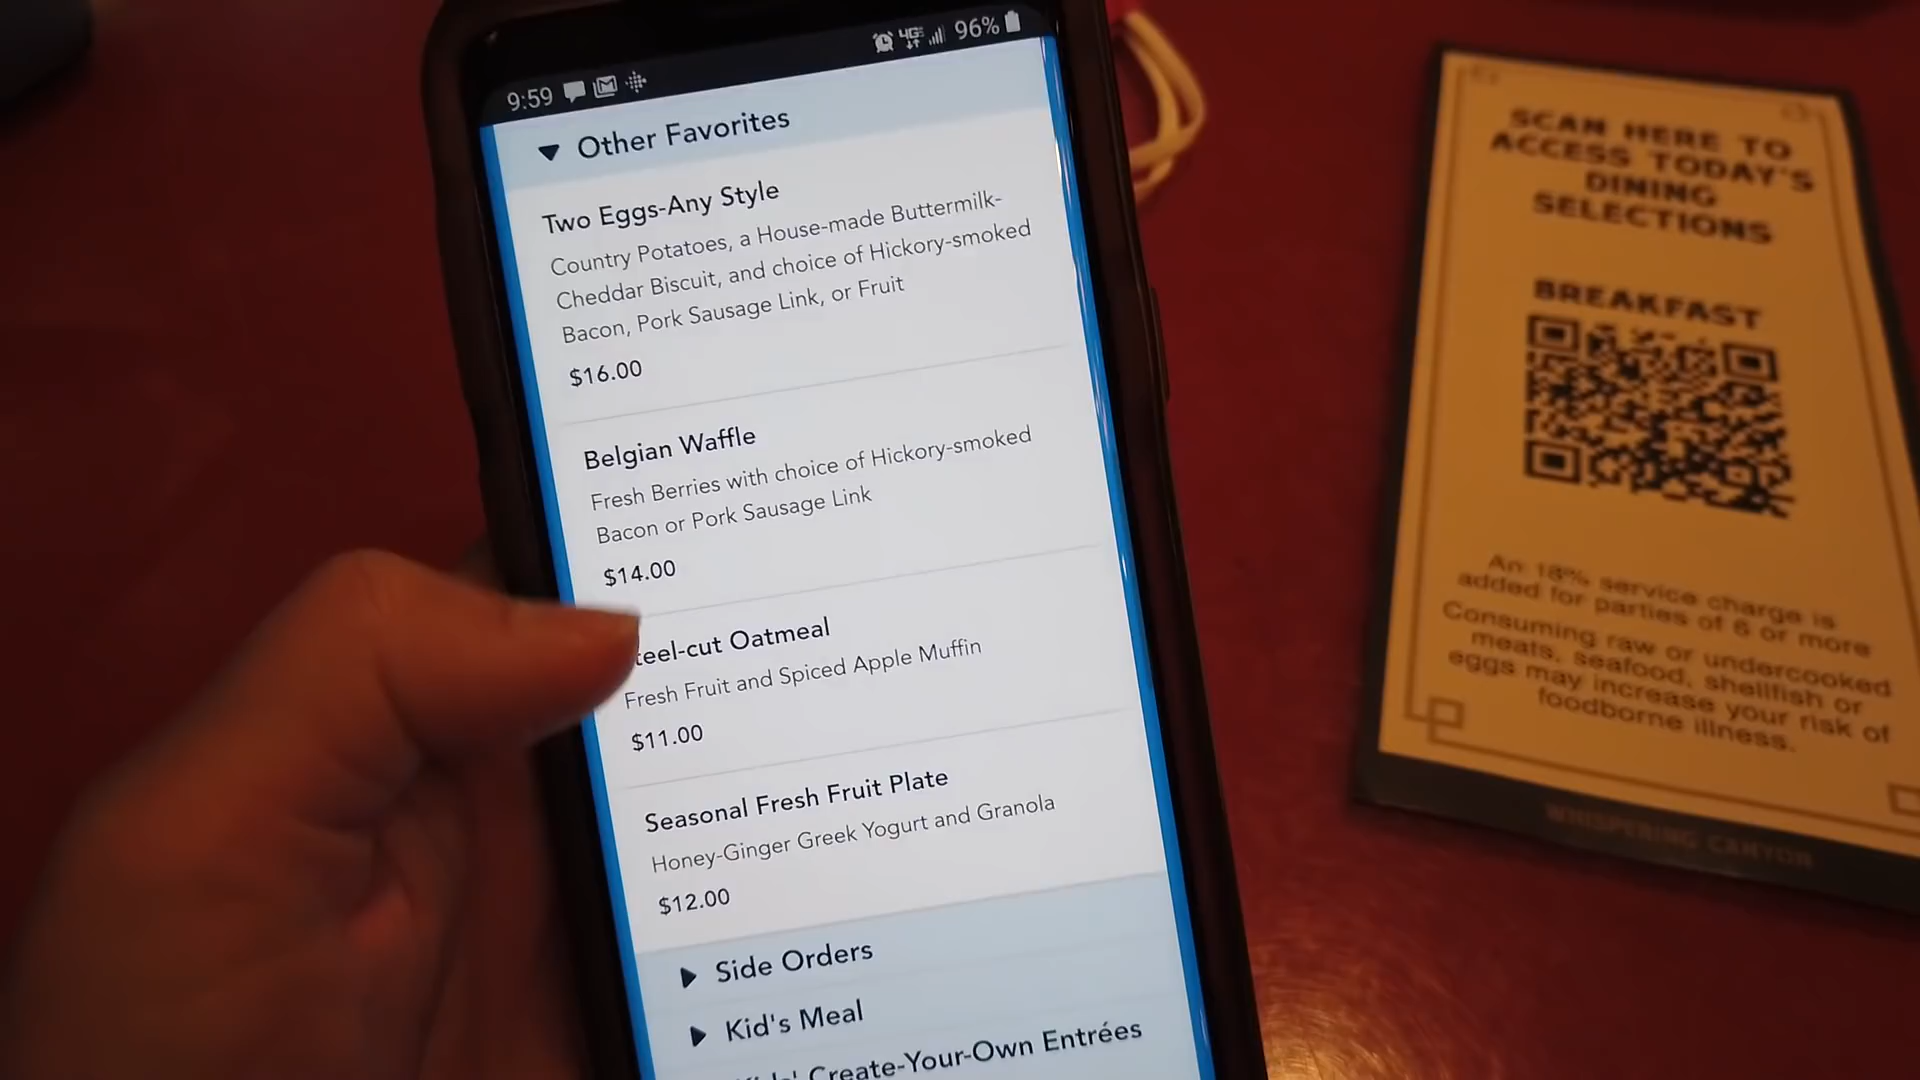 9:59
4G
96%
Other Favorites
Two Eggs-Any Style
Country Potatoes, a House-made Buttermilk-
Cheddar Biscuit, and choice of Hickory-smoked
Bacon, Pork Sausage Link, or Fruit
$16.00
Belgian Waffle
Fresh Berries with choice of Hickory-smoked
Bacon or Pork Sausage Link
$14.00
teel-cut Oatmeal
Fresh Fruit and Spiced Apple Muffin
$11.00
Seasonal Fresh Fruit Plate
Honey-Ginger Greek Yogurt and Granola
$12.00
Side Orders
Kid's Meal
Create-Your-Own Entrées
SCAN HERE TO
ACCESS TODAY'S
DINING
SELECTIONS
BREAKFAST
An 18% service charge is
added for parties of 6 or more
Consuming raw or undercooked
meats, seafood, shellfish or
eggs may increase your risk of
foodborne illness.
WHISPERING CANYON